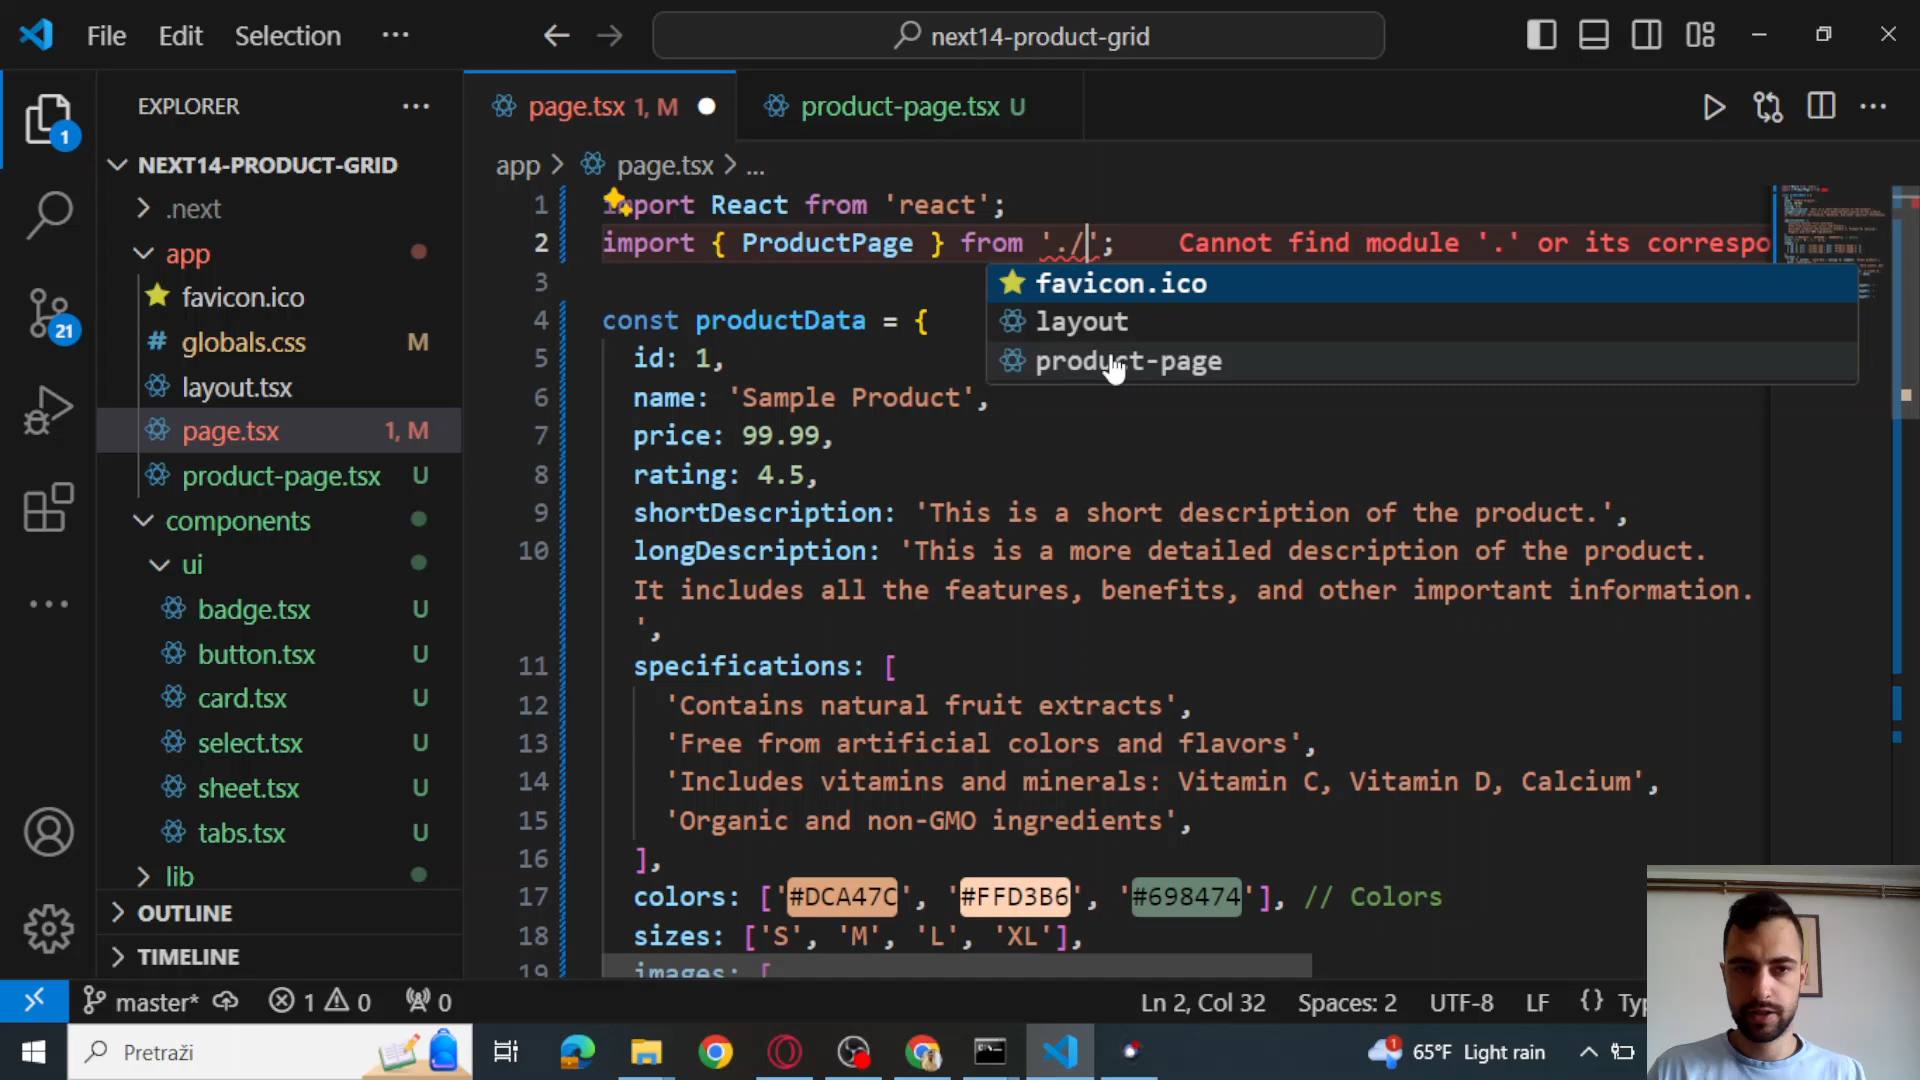 File Edit Selection ··· next14-product-grid
EXPLORER ···
page.tsx 1, M
product-page.tsx U
1
NEXT14-PRODUCT-GRID
app > page.tsx > ...
.next
app
favicon.ico
globals.css M
layout.tsx
page.tsx 1, M
product-page.tsx U
components
ui
badge.tsx U
button.tsx U
card.tsx U
select.tsx U
sheet.tsx U
tabs.tsx U
lib
OUTLINE
TIMELINE
21
1 import React from 'react';
2 import { ProductPage } from './'; Cannot find module '.' or its correspo
3
favicon.ico
layout
product-page
4 const productData = {
5 id: 1,
6 name: 'Sample Product',
7 price: 99.99,
8 rating: 4.5,
9 shortDescription: 'This is a short description of the product.',
10 longDescription: 'This is a more detailed description of the product.
It includes all the features, benefits, and other important information.
',
11 specifications: [
12 'Contains natural fruit extracts',
13 'Free from artificial colors and flavors',
14 'Includes vitamins and minerals: Vitamin C, Vitamin D, Calcium',
15 'Organic and non-GMO ingredients',
16 ],
17 colors: ['#DCA47C', '#FFD3B6', '#698474'], // Colors
18 sizes: ['S', 'M', 'L', 'XL'],
19 images: [
master* 1 0 0 Ln 2, Col 32 Spaces: 2 UTF-8 LF {} Typ
Pretraži 1 65°F Light rain